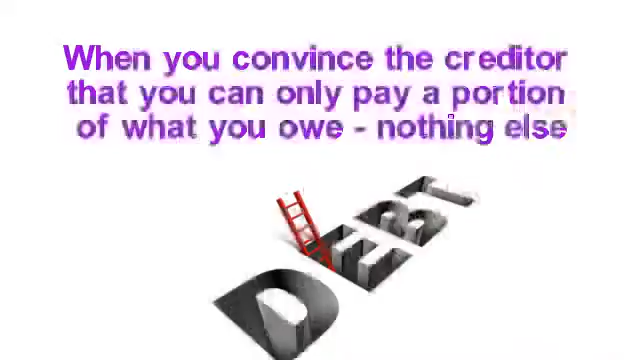 When you convince the creditor
that you can only pay a portion
of what you owe - nothing else
DEBT